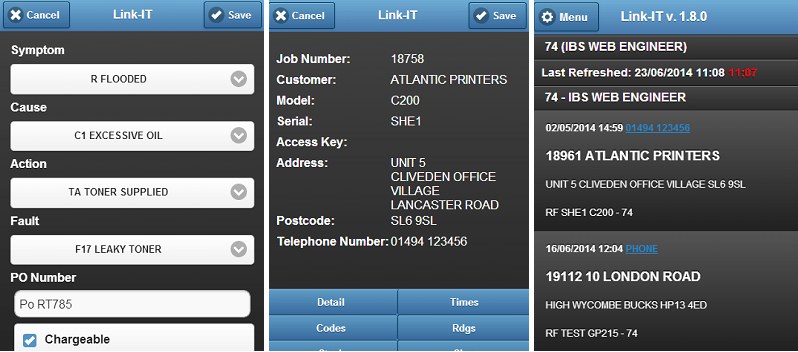 Cancel
Link-IT
Save
Symptom
R FLOODED
Cause
C1 EXCESSIVE OIL
Action
TA TONER SUPPLIED
Fault
F17 LEAKY TONER
PO Number
Po RT785
Chargeable
Cancel
Link-IT
Save
Job Number: 18758
Customer: ATLANTIC PRINTERS
Model: C200
Serial: SHE1
Access Key:
Address: UNIT 5
CLIVEDEN OFFICE
VILLAGE
LANCASTER ROAD
Postcode: SL6 9SL
Telephone Number: 01494 123456
Detail
Times
Codes
Rdgs
Menu
Link-IT v. 1.8.0
74 (IBS WEB ENGINEER)
Last Refreshed: 23/06/2014 11:08 11:07
74 - IBS WEB ENGINEER
02/05/2014 14:59 01494 123456
18961 ATLANTIC PRINTERS
UNIT 5 CLIVEDEN OFFICE VILLAGE SL6 9SL
RF SHE1 C200 - 74
16/06/2014 12:04 PHONE
19112 10 LONDON ROAD
HIGH WYCOMBE BUCKS HP13 4ED
RF TEST GP215 - 74